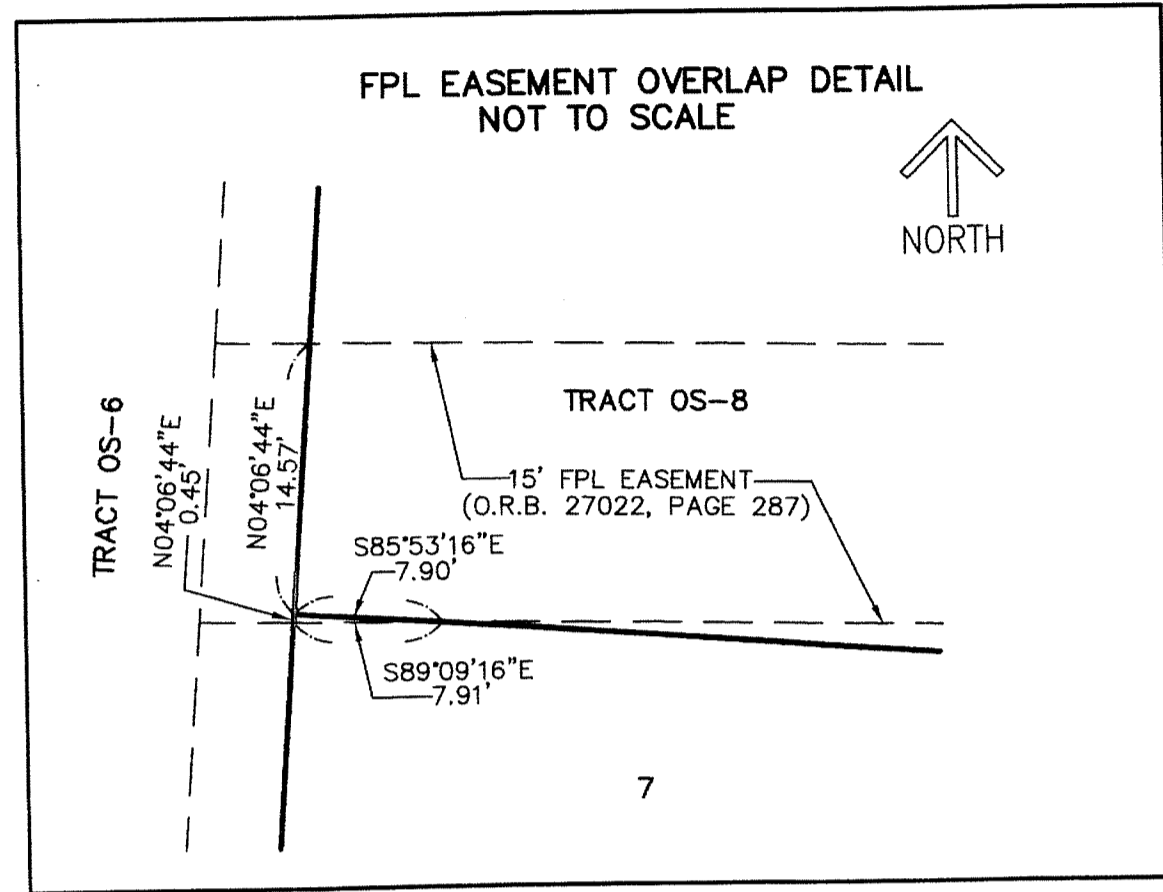 FPL EASEMENT OVERLAP DETAIL
NOT TO SCALE
NORTH
TRACT OS-6
N04°06'44"E
0.45'
N04°06'44"E
14.57'
TRACT OS-8
15' FPL EASEMENT
(O.R.B. 27022, PAGE 287)
S85°53'16"E
7.90'
S89°09'16"E
7.91'
7